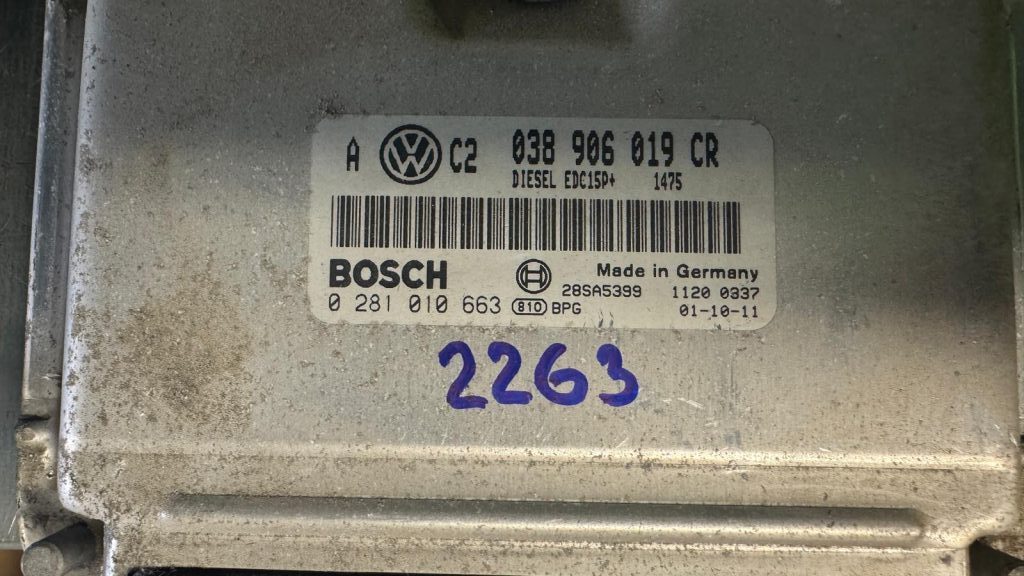 A VW C2 038 906 019 CR
DIESEL EDC15P+ 1475
BOSCH Made in Germany
28SA5399 1120 0337
0 281 010 663 810 BPG 01-10-11
2263